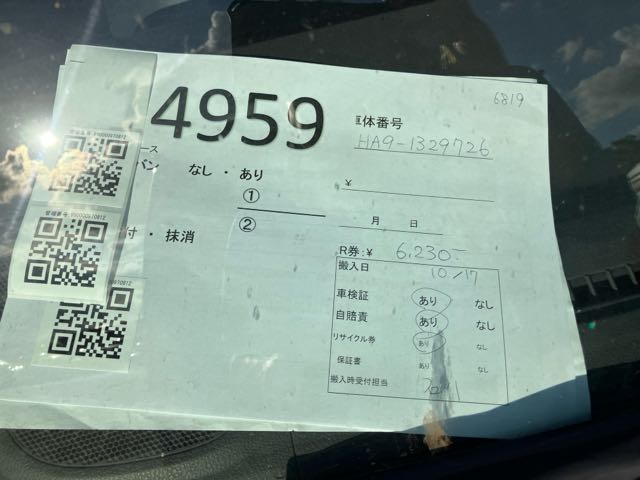 6819
4959
車体番号
HA9-1329726
ース
バン なし ・ あり
¥
①
月 日
②
付 ・ 抹消
R券:¥ 6,230-
搬入日 10/17
車検証 あり なし
自賠責 あり なし
リサイクル券 あり なし
保証書 あり なし
搬入時受付担当